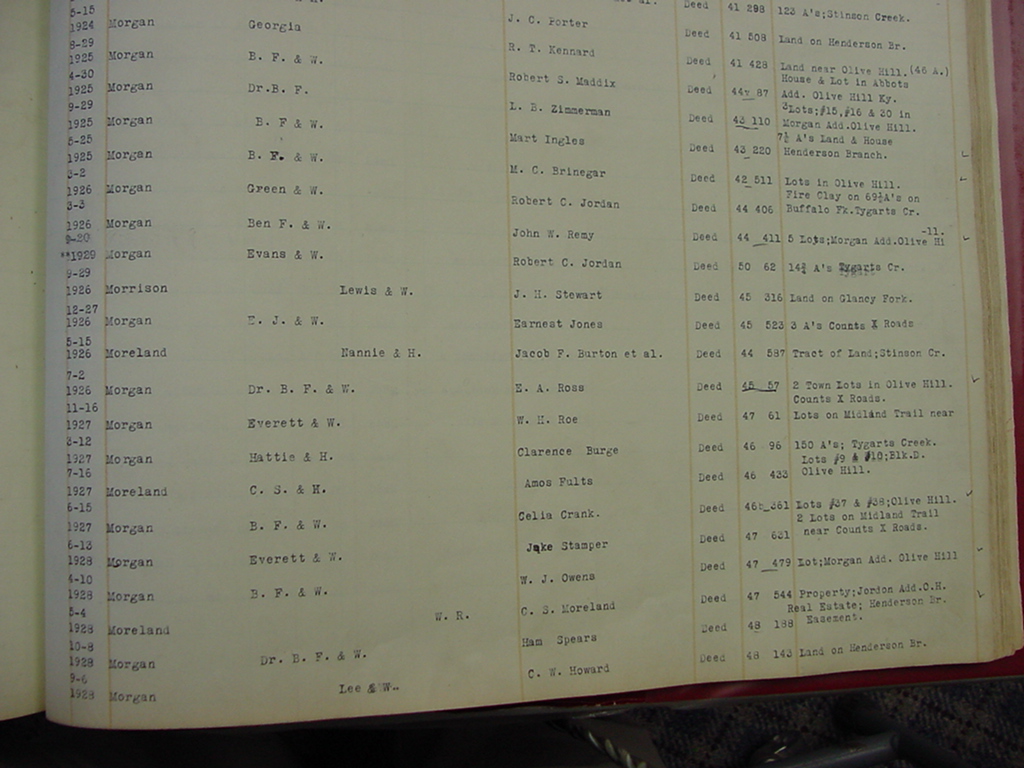 5-15
Deed 41 298 123 A's;Stinson Creek.
1924 Morgan Georgia J. C. Porter Deed 41 508 Land on Henderson Br.
8-29
1925 Morgan B. F. & W. R. T. Kennard Deed 41 428 Land near Olive Hill.(46 A.)
4-30 House & Lot in Abbots
1925 Morgan Dr.B. F. Robert S. Maddix Deed 44 87 Add. Olive Hill Ky.
9-29 3Lots;#15,#16 & 30 in
1925 Morgan B. F & W. L. B. Zimmerman Deed 43 110 Morgan Add.Olive Hill.
5-25 7½ A's Land & House
1925 Morgan B. F. & W. Mart Ingles Deed 43 220 Henderson Branch.
3-2
1926 Morgan Green & W. M. C. Brinegar Deed 42 511 Lots in Olive Hill.
3-3 Fire Clay on 69½A's on
1926 Morgan Ben F. & W. Robert C. Jordan Deed 44 406 Buffalo Fk.Tygarts Cr.
9-20 -11.
**1929 Morgan Evans & W. John W. Remy Deed 44 411 5 Lots;Morgan Add.Olive Hi
9-29 Robert C. Jordan Deed 50 62 14¾ A's Tygarts Cr.
1926 Morrison Lewis & W. J. H. Stewart Deed 45 316 Land on Glancy Fork.
12-27
1926 Morgan E. J. & W. Earnest Jones Deed 45 523 3 A's Counts X Roads
5-15
1926 Moreland Nannie & H. Jacob F. Burton et al. Deed 44 587 Tract of Land;Stinson Cr.
7-2
1926 Morgan Dr. B. F. & W. E. A. Ross Deed 45 57 2 Town Lots in Olive Hill.
11-16 Counts X Roads.
1927 Morgan Everett & W. W. H. Roe Deed 47 61 Lots on Midland Trail near
3-12
1927 Morgan Hattie & H. Clarence Burge Deed 46 96 150 A's; Tygarts Creek.
7-16 Lots #9 & #10;Blk.D.
1927 Moreland C. S. & H. Amos Fults Deed 46 433 Olive Hill.
6-15
1927 Morgan B. F. & W. Celia Crank. Deed 46 361 Lots #37 & #38;Olive Hill.
6-13 2 Lots on Midland Trail
1928 Morgan Everett & W. Jake Stamper Deed 47 631 near Counts X Roads.
4-10
1928 Morgan B. F. & W. W. J. Owens Deed 47 479 Lot;Morgan Add. Olive Hill
5-4
1928 Moreland W. R. C. S. Moreland Deed 47 544 Property;Jordon Add.O.H.
10-8 Real Estate; Henderson Br.
1928 Morgan Dr. B. F. & W. Ham Spears Deed 48 188 Easement.
9-6
1928 Morgan Lee & W. C. W. Howard Deed 48 143 Land on Henderson Br.